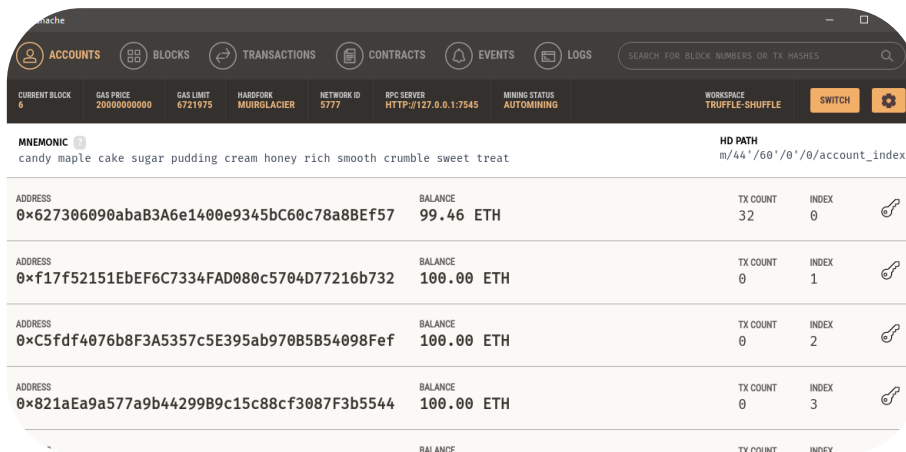 ACCOUNTS BLOCKS TRANSACTIONS CONTRACTS EVENTS LOGS SEARCH FOR BLOCK NUMBERS OR TX HASHES
CURRENT BLOCK GAS PRICE GAS LIMIT HARDFORK NETWORK ID RPC SERVER MINING STATUS WORKSPACE
6 20000000000 6721975 MUIRGLACIER 5777 HTTP://127.0.0.1:7545 AUTOMINING TRUFFLE-SHUFFLE SWITCH
MNEMONIC ? HD PATH
candy maple cake sugar pudding cream honey rich smooth crumble sweet treat m/44'/60'/0'/0/account_index
ADDRESS BALANCE TX COUNT INDEX
0×627306090abaB3A6e1400e9345bC60c78a8BEf57 99.46 ETH 32 0
ADDRESS BALANCE TX COUNT INDEX
0×f17f52151EbEF6C7334FAD080c5704D77216b732 100.00 ETH 0 1
ADDRESS BALANCE TX COUNT INDEX
0×C5fdf4076b8F3A5357c5E395ab970B5B54098Fef 100.00 ETH 0 2
ADDRESS BALANCE TX COUNT INDEX
0×821aEa9a577a9b44299B9c15c88cf3087F3b5544 100.00 ETH 0 3
BALANCE TX COUNT INDEX